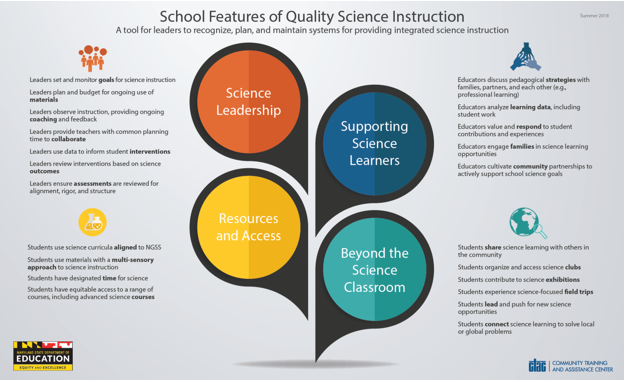 School Features of Quality Science Instruction
Summer 2018
A tool for leaders to recognize, plan, and maintain systems for providing integrated science instruction
Leaders set and monitor goals for science instruction
Leaders plan and budget for ongoing use of
materials
Leaders observe instruction, providing ongoing
coaching and feedback
Leaders provide teachers with common planning
time to collaborate
Leaders use data to inform student interventions
Leaders review interventions based on science
outcomes
Leaders ensure assessments are reviewed for
alignment, rigor, and structure
Science
Leadership
Supporting
Science
Learners
Educators discuss pedagogical strategies with
families, partners, and each other (e.g.,
professional learning)
Educators analyze learning data, including
student work
Educators value and respond to student
contributions and experiences
Educators engage families in science learning
opportunities
Educators cultivate community partnerships to
actively support school science goals
Resources
and Access
Students use science curricula aligned to NGSS
Students use materials with a multi-sensory
approach to science instruction
Students have designated time for science
Students have equitable access to a range of
courses, including advanced science courses
Beyond the
Science
Classroom
Students share science learning with others in
the community
Students organize and access science clubs
Students contribute to science exhibitions
Students experience science-focused field trips
Students lead and push for new science
opportunities
Students connect science learning to solve local
or global problems
MARYLAND STATE DEPARTMENT OF
EDUCATION
EQUITY AND EXCELLENCE
ctac
COMMUNITY TRAINING
AND ASSISTANCE CENTER